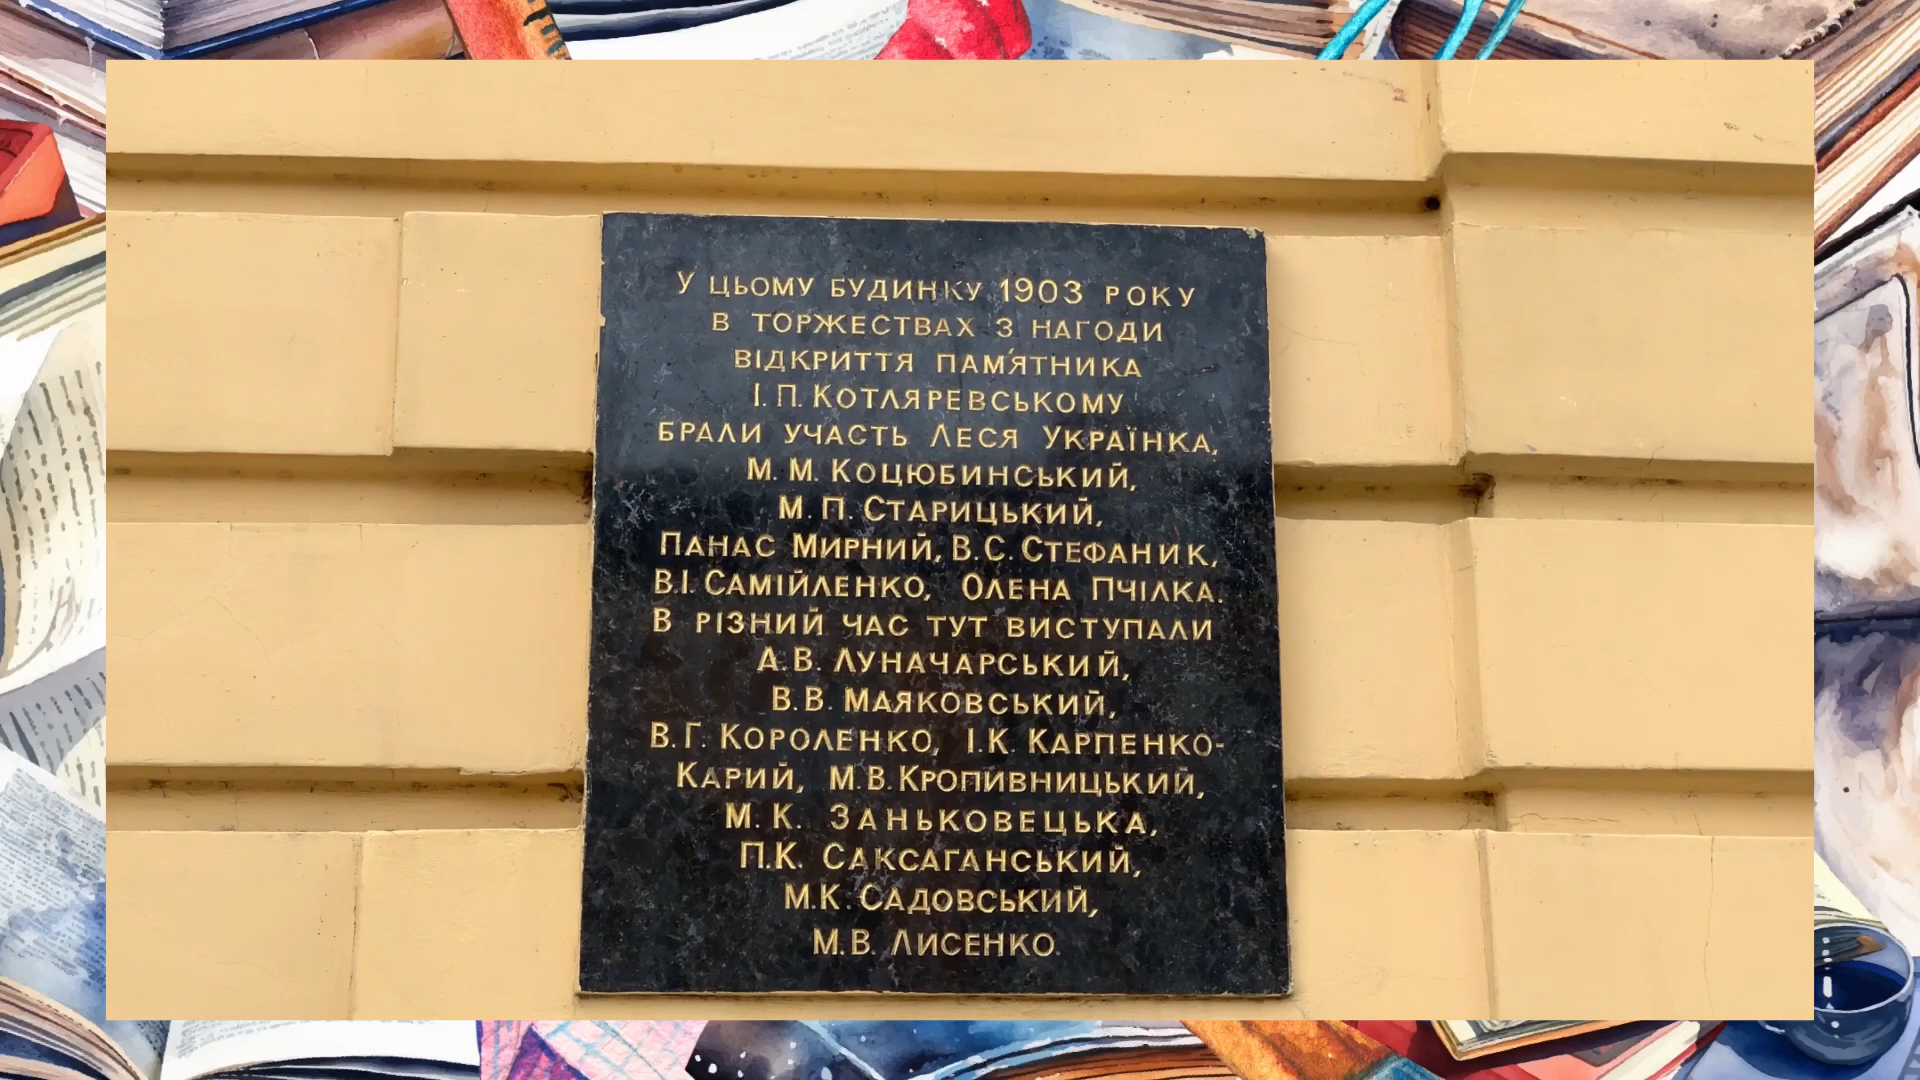 У ЦЬОМУ БУДИНКУ 1903 РОКУ
В ТОРЖЕСТВАХ З НАГОДИ
ВІДКРИТТЯ ПАМ'ЯТНИКА
І. П. КОТЛЯРЕВСЬКОМУ
БРАЛИ УЧАСТЬ ЛЕСЯ УКРАЇНКА,
М. М. КОЦЮБИНСЬКИЙ,
М. П. СТАРИЦЬКИЙ,
ПАНАС МИРНИЙ, В. С. СТЕФАНИК,
В.І. САМІЙЛЕНКО, ОЛЕНА ПЧІЛКА.
В РІЗНИЙ ЧАС ТУТ ВИСТУПАЛИ
А. В. ЛУНАЧАРСЬКИЙ,
В. В. МАЯКОВСЬКИЙ,
В. Г. КОРОЛЕНКО, І.К. КАРПЕНКО-
КАРИЙ, М. В. КРОПИВНИЦЬКИЙ,
М. К. ЗАНЬКОВЕЦЬКА,
П.К. САКСАГАНСЬКИЙ,
М.К. САДОВСЬКИЙ,
М. В. ЛИСЕНКО.